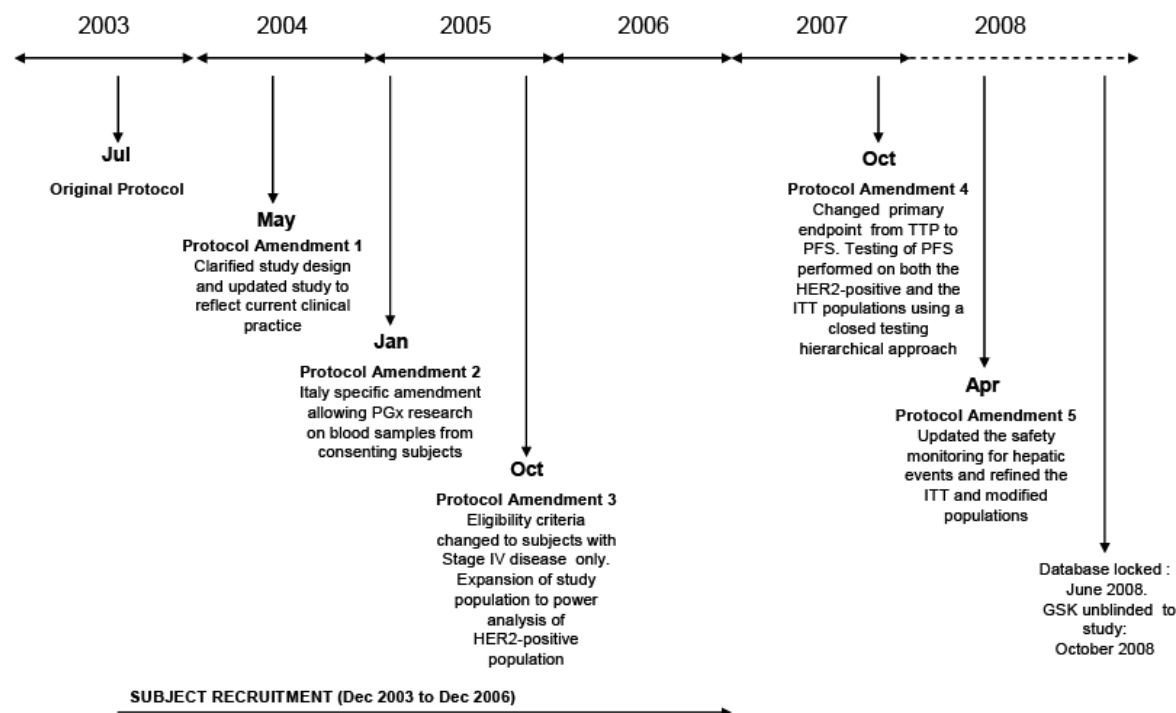 2003 2004 2005 2006 2007 2008
Jul
Original Protocol
May
Protocol Amendment 1
Clarified study design
and updated study to
reflect current clinical
practice
Jan
Protocol Amendment 2
Italy specific amendment
allowing PGx research
on blood samples from
consenting subjects
Oct
Protocol Amendment 3
Eligibility criteria
changed to subjects with
Stage IV disease only.
Expansion of study
population to power
analysis of
HER2-positive
population
Oct
Protocol Amendment 4
Changed primary
endpoint from TTP to
PFS. Testing of PFS
performed on both the
HER2-positive and the
ITT populations using a
closed testing
hierarchical approach
Apr
Protocol Amendment 5
Updated the safety
monitoring for hepatic
events and refined the
ITT and modified
populations
Database locked :
June 2008.
GSK unblinded to
study:
October 2008
SUBJECT RECRUITMENT (Dec 2003 to Dec 2006)